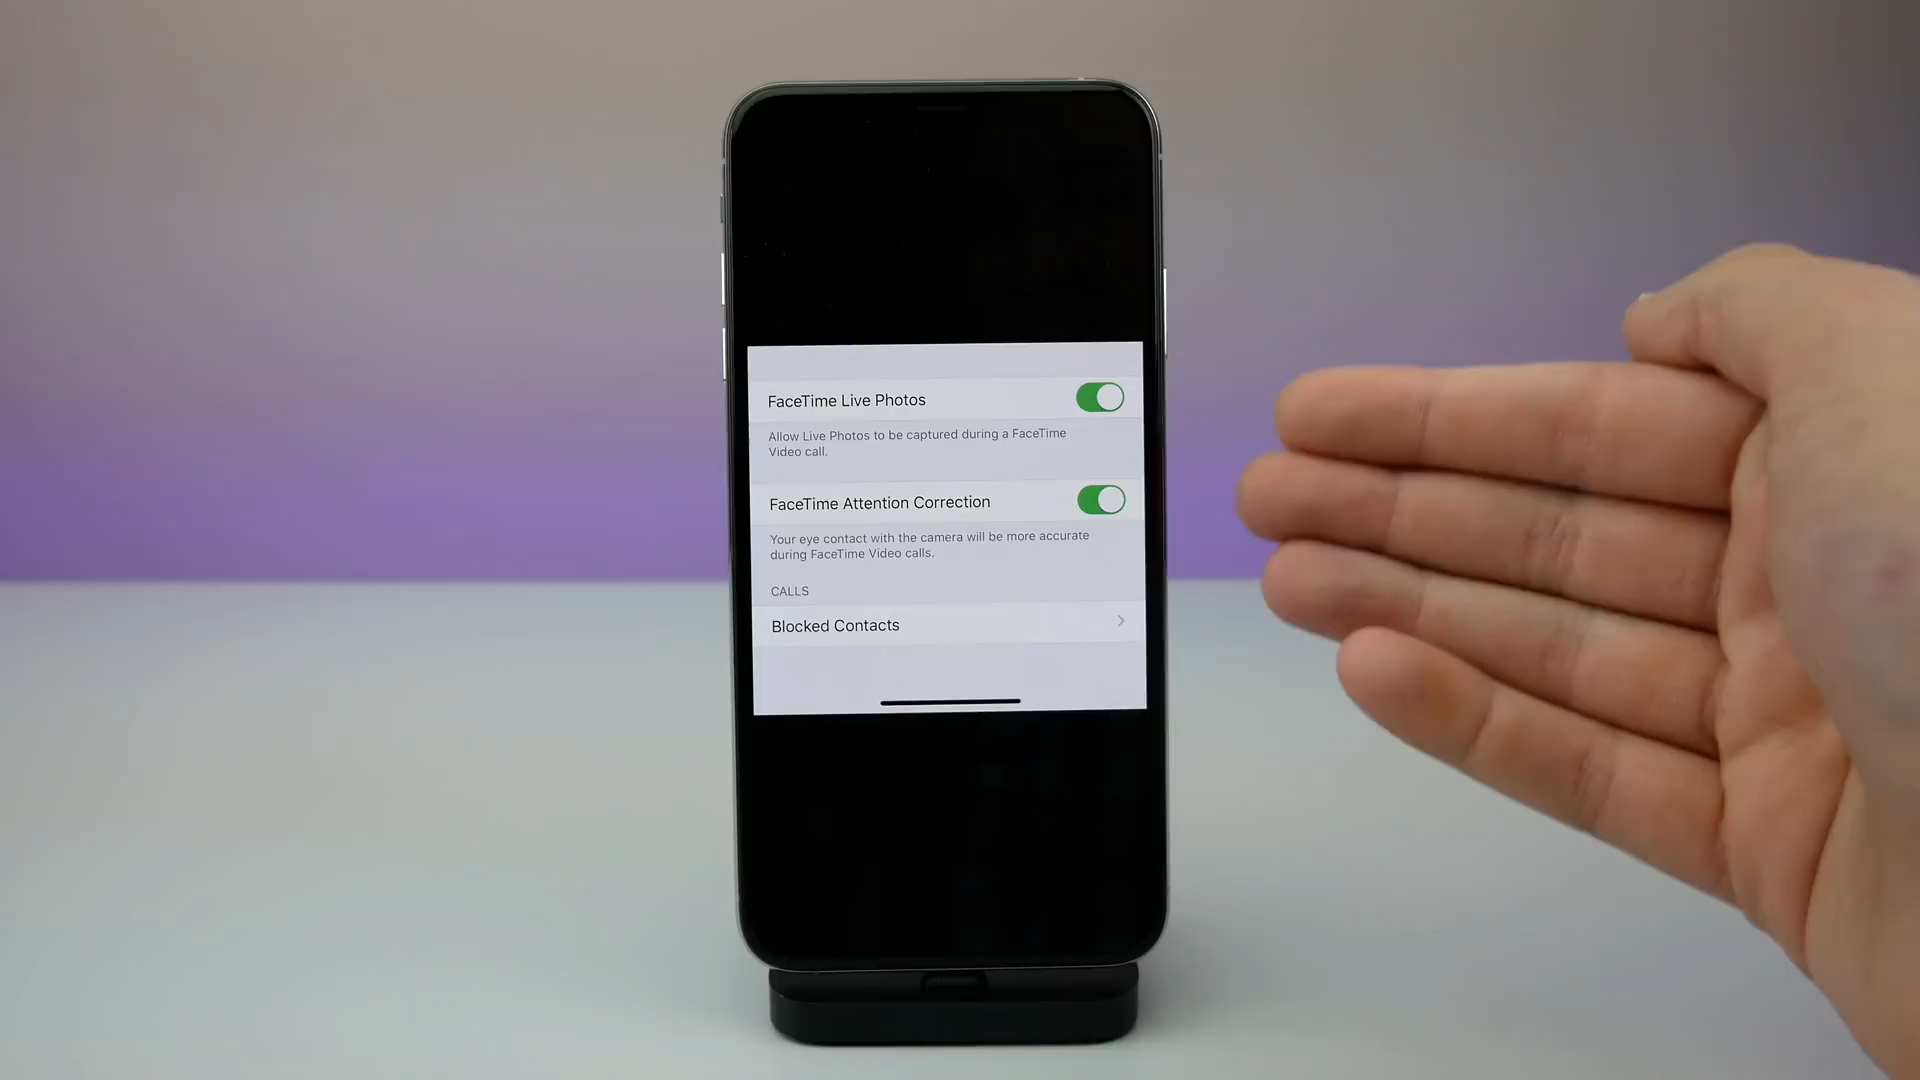 FaceTime Live Photos
Allow Live Photos to be captured during a FaceTime
Video call.
FaceTime Attention Correction
Your eye contact with the camera will be more accurate
during FaceTime Video calls.
CALLS
Blocked Contacts